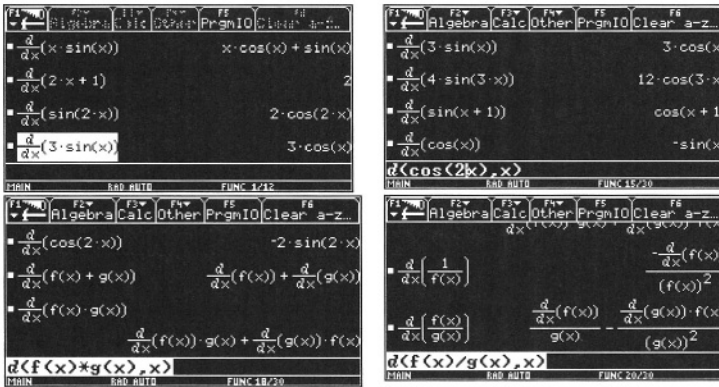 F1 Algebra Calc Other F5 PrgmIO Clear a-z…
d/dx(x·sin(x)) x·cos(x) + sin(x)
d/dx(2·x + 1) 2
d/dx(sin(2·x)) 2·cos(2·x)
d/dx(3·sin(x)) 3·cos(x)
MAIN RAD AUTO FUNC 1/12
F1 F2 Algebra F3 Calc F4 Other F5 PrgmIO F6 Clear a-z…
d/dx(3·sin(x)) 3·cos(x
d/dx(4·sin(3·x)) 12·cos(3·x
d/dx(sin(x + 1)) cos(x + 1
d/dx(cos(x)) -sin(x
d(cos(2x),x)
MAIN RAD AUTO FUNC 15/30
F1 F2 Algebra F3 Calc F4 Other F5 PrgmIO F6 Clear a-z…
d/dx(cos(2·x)) -2·sin(2·x)
d/dx(f(x) + g(x)) d/dx(f(x)) + d/dx(g(x))
d/dx(f(x)·g(x))
d/dx(f(x))·g(x) + d/dx(g(x))·f(x)
d(f(x)*g(x),x)
MAIN RAD AUTO FUNC 18/30
F1 F2 Algebra F3 Calc F4 Other F5 PrgmIO F6 Clear a-z…
d/dx(1/f(x)) -d/dx(f(x)/(f(x))²
d/dx(f(x)/g(x)) d/dx(f(x))/g(x) - d/dx(g(x))·f(x/(g(x))²
d(f(x)/g(x),x)
MAIN RAD AUTO FUNC 20/30